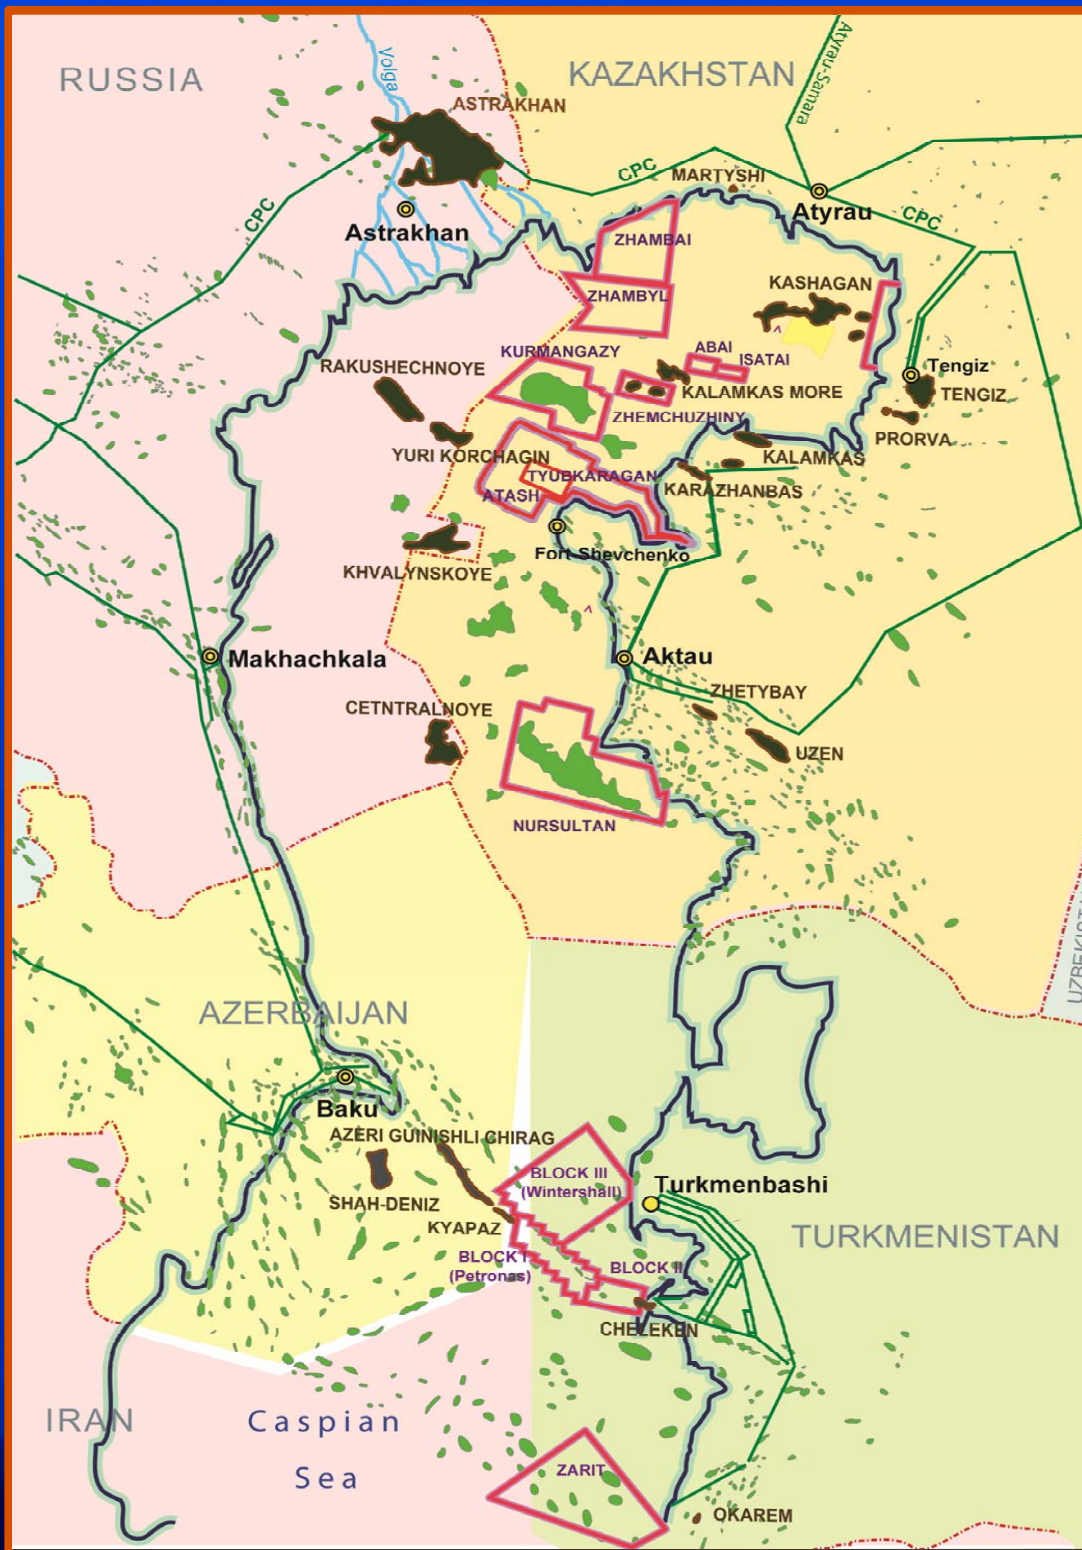 RUSSIA
KAZAKHSTAN
Volga
Atyrau-Samara
ASTRAKHAN
CPC
MARTYSHI
CPC
Atyrau
CPC
Astrakhan
ZHAMBAI
KASHAGAN
ZHAMBYL
ABAI
ISATAI
KURMANGAZY
RAKUSHECHNOYE
Tengiz
TENGIZ
KALAMKAS MORE
ZHEMCHUZHINY
PRORVA
YURI KORCHAGIN
KALAMKAS
TYUBKARAGAN
KARAZHANBAS
ATASH
Fort-Shevchenko
KHVALYNSKOYE
Makhachkala
Aktau
ZHETYBAY
CETNTRALNOYE
UZEN
NURSULTAN
AZERBAIJAN
Baku
AZERI GUINISHLI CHIRAG
BLOCK III
(Wintershall)
Turkmenbashi
SHAH-DENIZ
KYAPAZ
TURKMENISTAN
BLOCK I
(Petronas)
BLOCK II
CHELEKEN
IRAN
Caspian
Sea
ZARIT
OKAREM